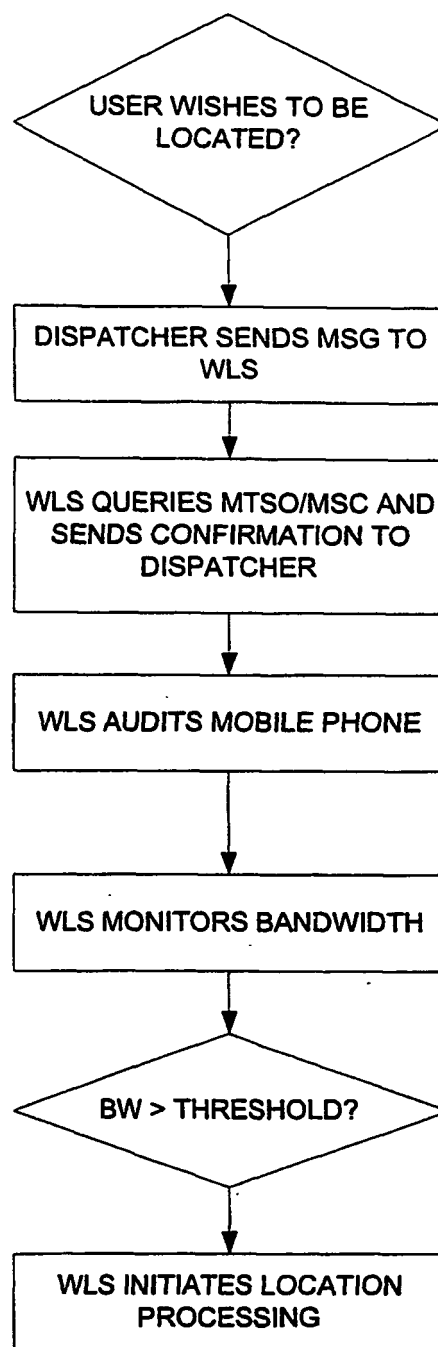 USER WISHES TO BE
LOCATED?
DISPATCHER SENDS MSG TO
WLS
WLS QUERIES MTSO/MSC AND
SENDS CONFIRMATION TO
DISPATCHER
WLS AUDITS MOBILE PHONE
WLS MONITORS BANDWIDTH
BW > THRESHOLD?
WLS INITIATES LOCATION
PROCESSING